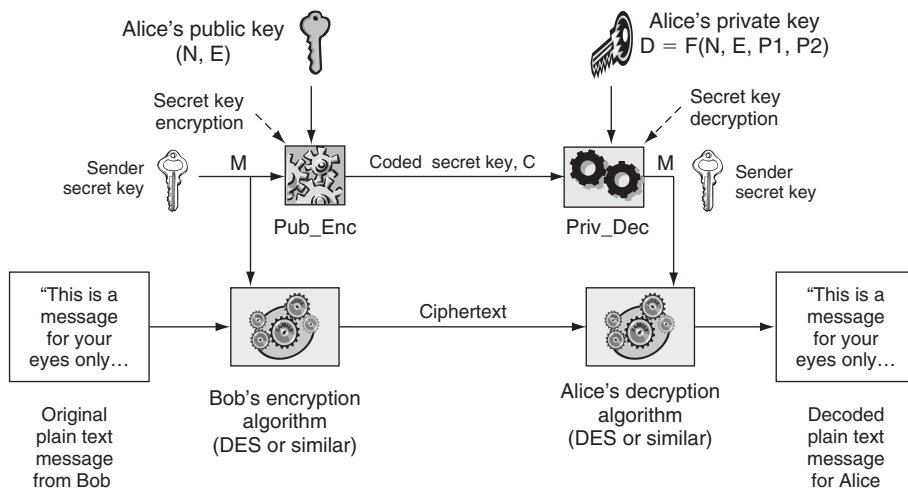 Alice’s public key
(N, E)
Alice’s private key
D = F(N, E, P1, P2)
Secret key
encryption
Secret key
decryption
Sender
secret key
M
Coded secret key, C
M
Sender
secret key
Pub_Enc
Priv_Dec
“This is a
message
for your
eyes only…
Ciphertext
“This is a
message
for your
eyes only…
Original
plain text
message
from Bob
Bob’s encryption
algorithm
(DES or similar)
Alice’s decryption
algorithm
(DES or similar)
Decoded
plain text
message
for Alice